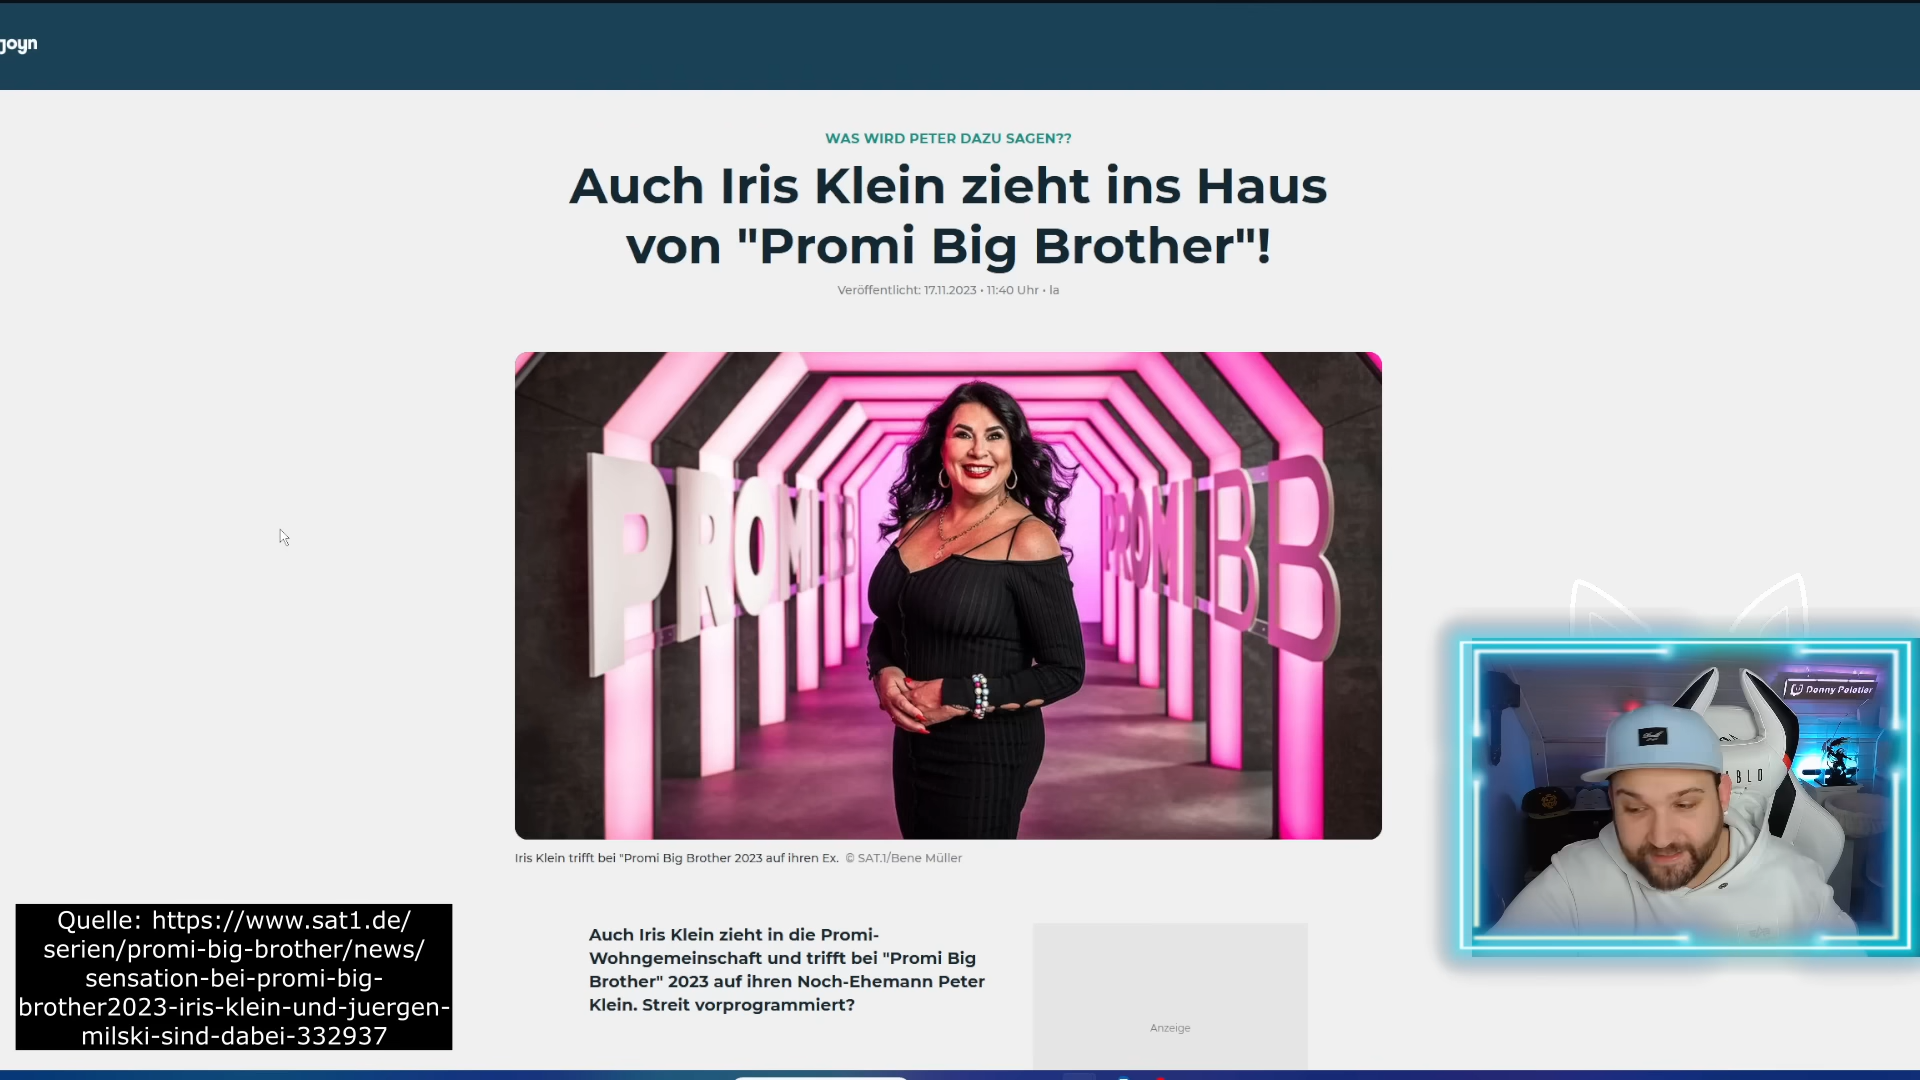 joyn
WAS WIRD PETER DAZU SAGEN??
Auch Iris Klein zieht ins Haus
von "Promi Big Brother"!
Veröffentlicht: 17.11.2023 • 11:40 Uhr • la
PROMI BB
PROMI BB
Iris Klein trifft bei "Promi Big Brother 2023 auf ihren Ex. © SAT.1/Bene Müller
Auch Iris Klein zieht in die Promi-
Wohngemeinschaft und trifft bei "Promi Big
Brother" 2023 auf ihren Noch-Ehemann Peter
Klein. Streit vorprogrammiert?
Anzeige
Quelle: https://www.sat1.de/
serien/promi-big-brother/news/
sensation-bei-promi-big-
brother2023-iris-klein-und-juergen-
milski-sind-dabei-332937